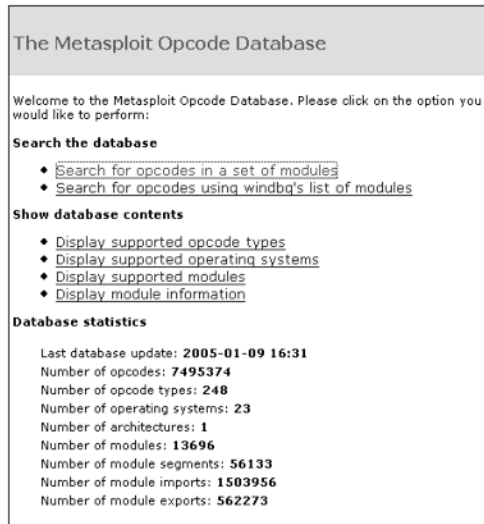 The Metasploit Opcode Database
Welcome to the Metasploit Opcode Database. Please click on the option you
would like to perform:
Search the database
Search for opcodes in a set of modules
Search for opcodes using windbg's list of modules
Show database contents
Display supported opcode types
Display supported operating systems
Display supported modules
Display module information
Database statistics
Last database update: 2005-01-09 16:31
Number of opcodes: 7495374
Number of opcode types: 248
Number of operating systems: 23
Number of architectures: 1
Number of modules: 13696
Number of module segments: 56133
Number of module imports: 1503956
Number of module exports: 562273